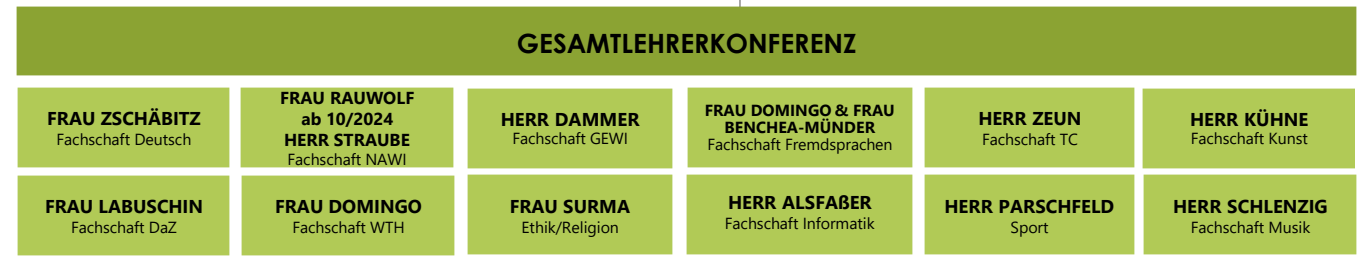 GESAMTLEHRERKONFERENZ
FRAU ZSCHÄBITZ
Fachschaft Deutsch
FRAU RAUWOLF
ab 10/2024
HERR STRAUBE
Fachschaft NAWI
HERR DAMMER
Fachschaft GEWI
FRAU DOMINGO & FRAU
BENCHEA-MÜNDER
Fachschaft Fremdsprachen
HERR ZEUN
Fachschaft TC
HERR KÜHNE
Fachschaft Kunst
FRAU LABUSCHIN
Fachschaft DaZ
FRAU DOMINGO
Fachschaft WTH
FRAU SURMA
Ethik/Religion
HERR ALSFAßER
Fachschaft Informatik
HERR PARSCHFELD
Sport
HERR SCHLENZIG
Fachschaft Musik